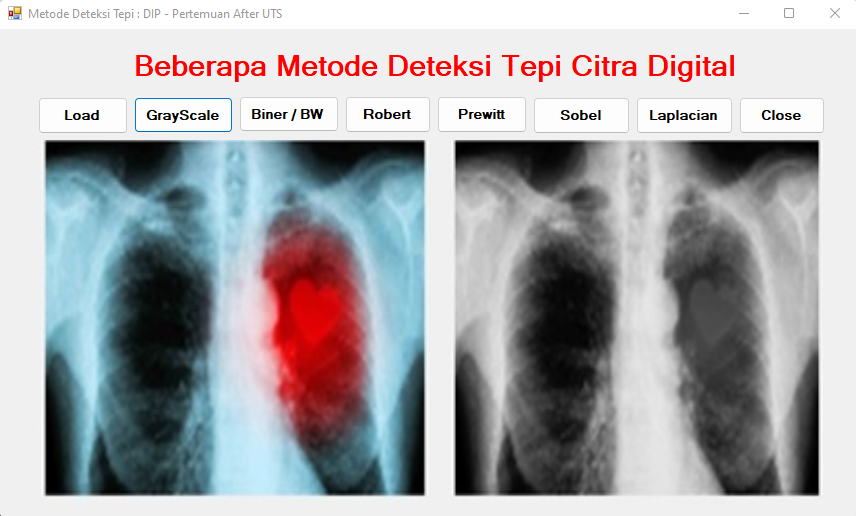 Metode Deteksi Tepi : DIP - Pertemuan After UTS
Beberapa Metode Deteksi Tepi Citra Digital
Load GrayScale Biner / BW Robert Prewitt Sobel Laplacian Close